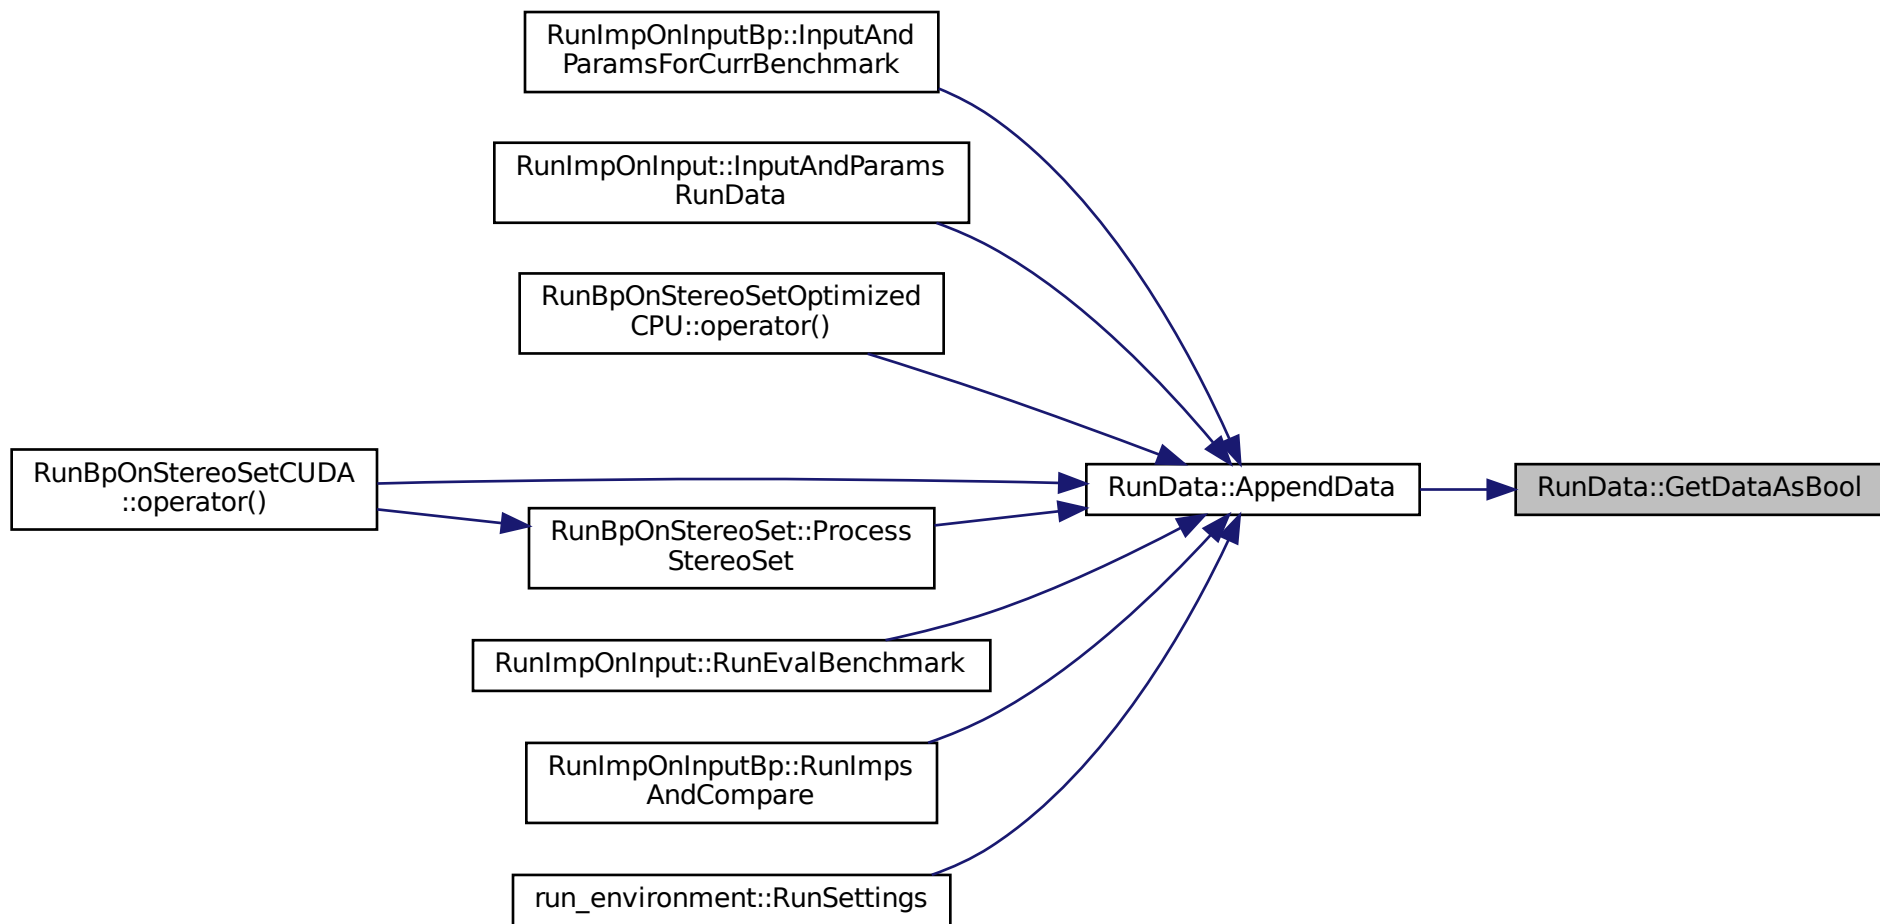 RunImpOnInputBp::InputAnd
ParamsForCurrBenchmark
RunImpOnInput::InputAndParams
RunData
RunBpOnStereoSetOptimized
CPU::operator()
RunBpOnStereoSetCUDA
::operator()
RunBpOnStereoSet::Process
StereoSet
RunData::AppendData
RunData::GetDataAsBool
RunImpOnInput::RunEvalBenchmark
RunImpOnInputBp::RunImps
AndCompare
run_environment::RunSettings